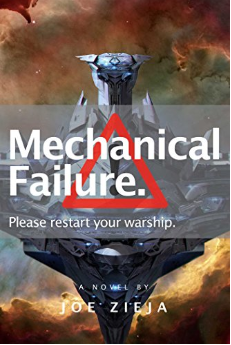 Mechanical
Failure.
Please restart your warship.
A NOVEL BY
JOE ZIEJA